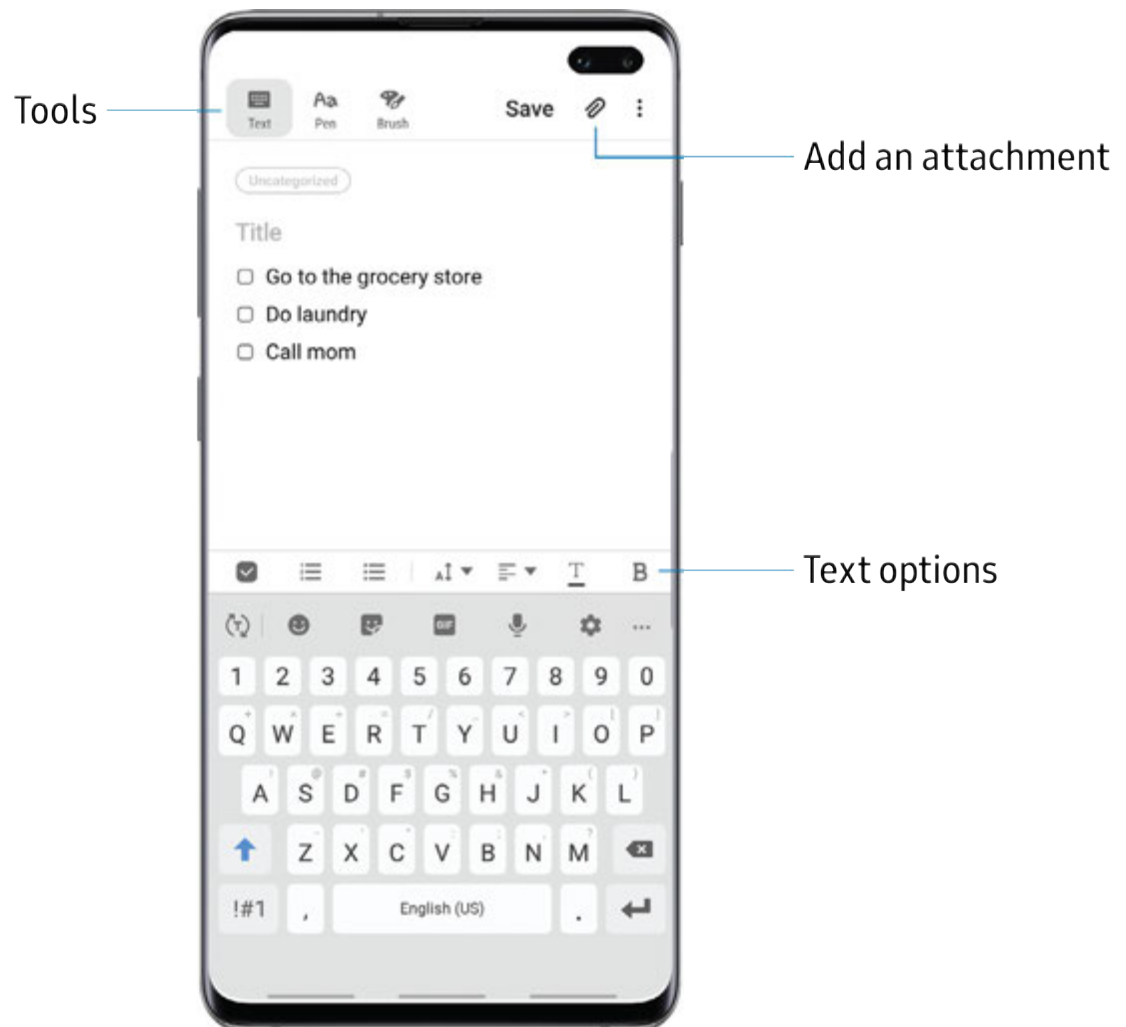 Tools
Text
Aa
Pen
Brush
Save
Add an attachment
Uncategorized
Title
Go to the grocery store
Do laundry
Call mom
A
T
B
Text options
T
GIF
...
1 2 3 4 5 6 7 8 9 0
Q W E R T Y U I O P
A S D F G H J K L
Z X C V B N M
!#1 , English (US) .